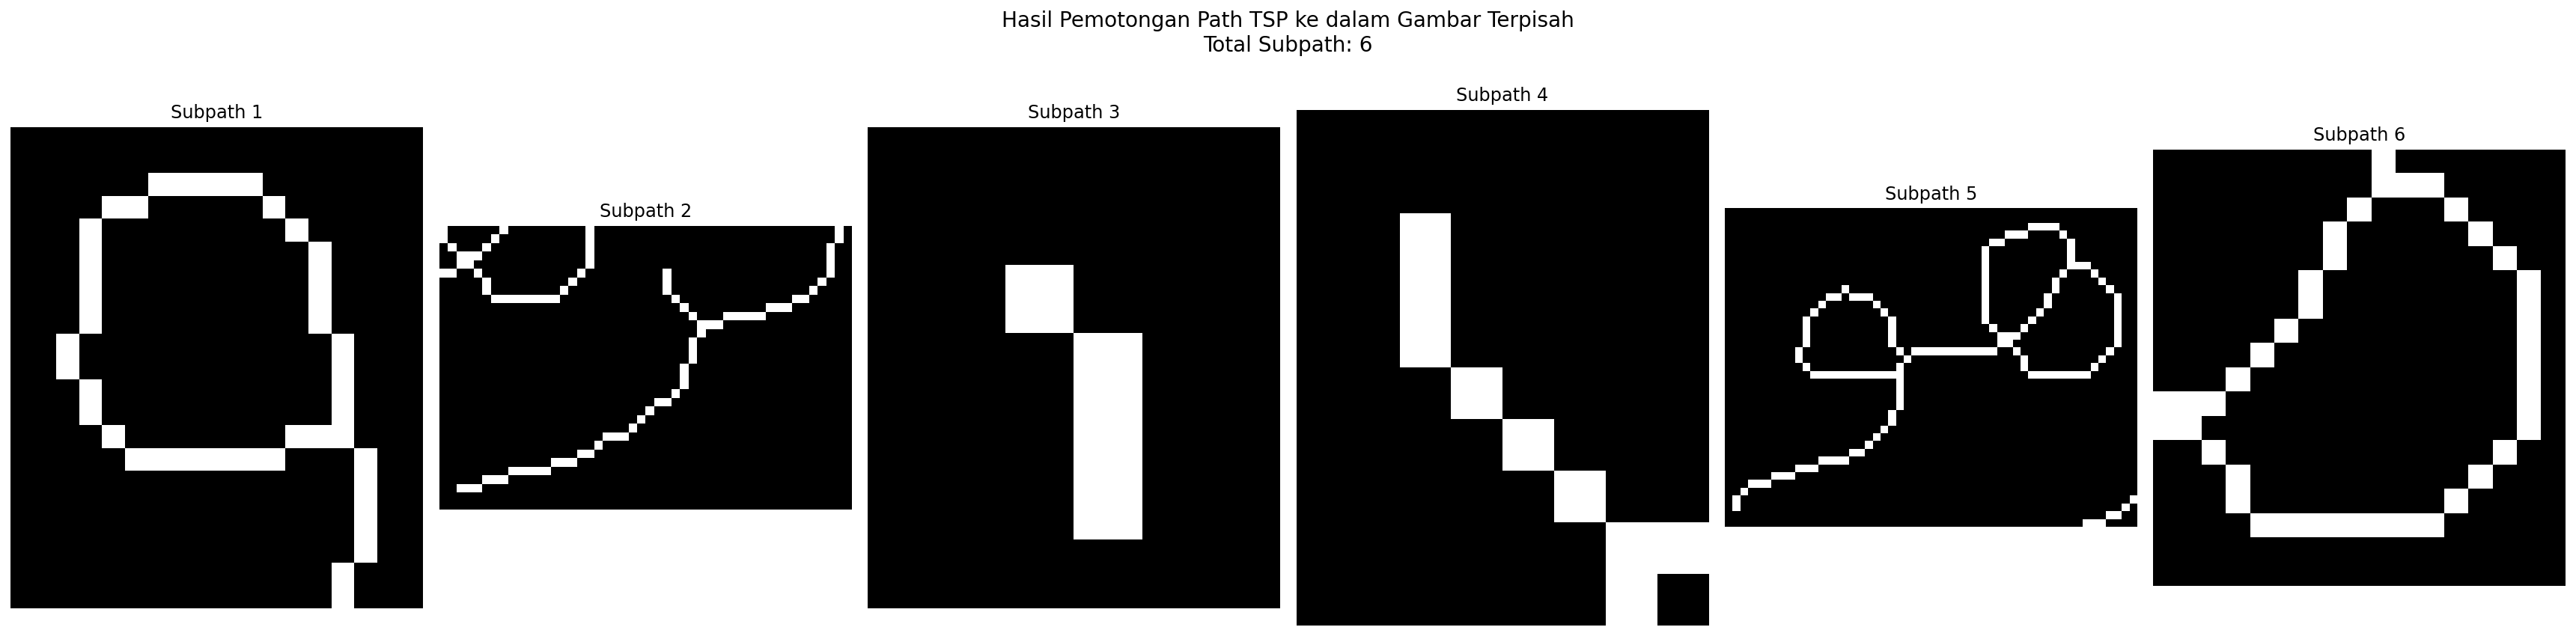 Hasil Pemotongan Path TSP ke dalam Gambar Terpisah
Total Subpath: 6
Subpath 1
Subpath 2
Subpath 3
Subpath 4
Subpath 5
Subpath 6